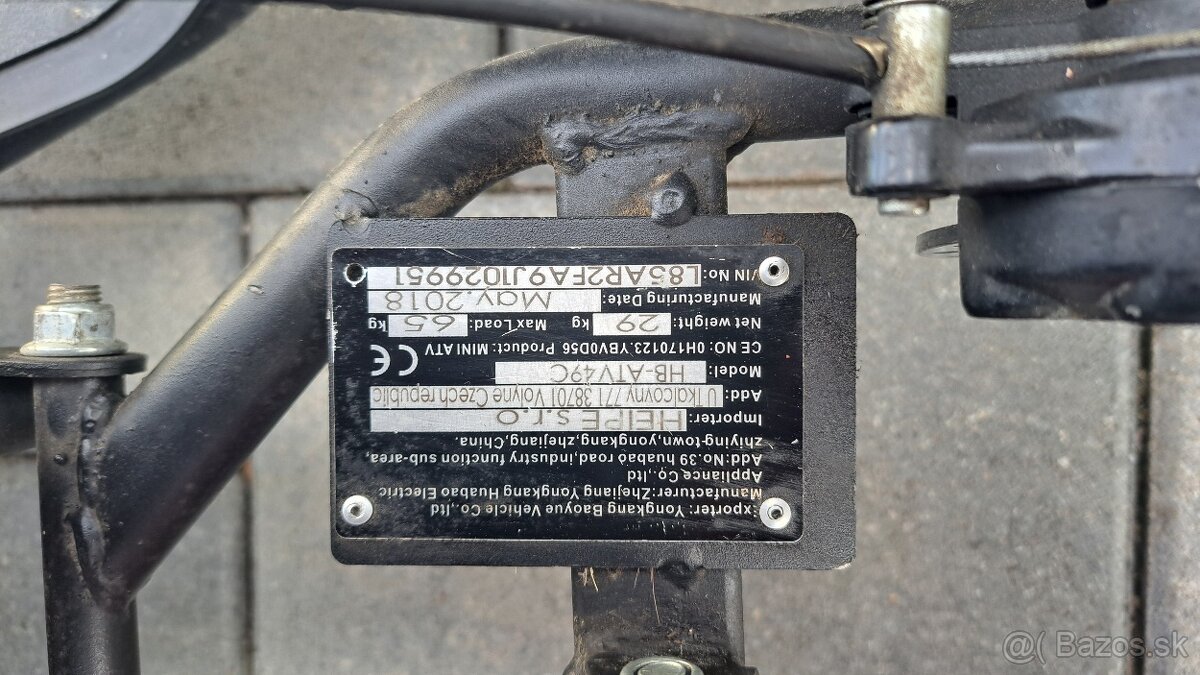 Exporter: Yongkang Baoyue Vehicle Co.,ltd
Manufacturer:Zhejiang Yongkang Huabao Electric
Appliance Co.,ltd
Add:No.39 huabao road,industry function sub-area,
zhiying-town,yongkang,zhejiang,China.
Importer: HEIPE s.r.o
Add: U lkalcovny 771 38701 Volyne Czech republic
Model: HB-ATV49C
CE NO: 0H170123.YBV0D56 Product: MINI ATV CE
Net weight: 29 kg Max Load: 65 kg
Manufacturing Date: May.2018
VIN No: L85AR2FA9J1029951
@( Bazos.sk